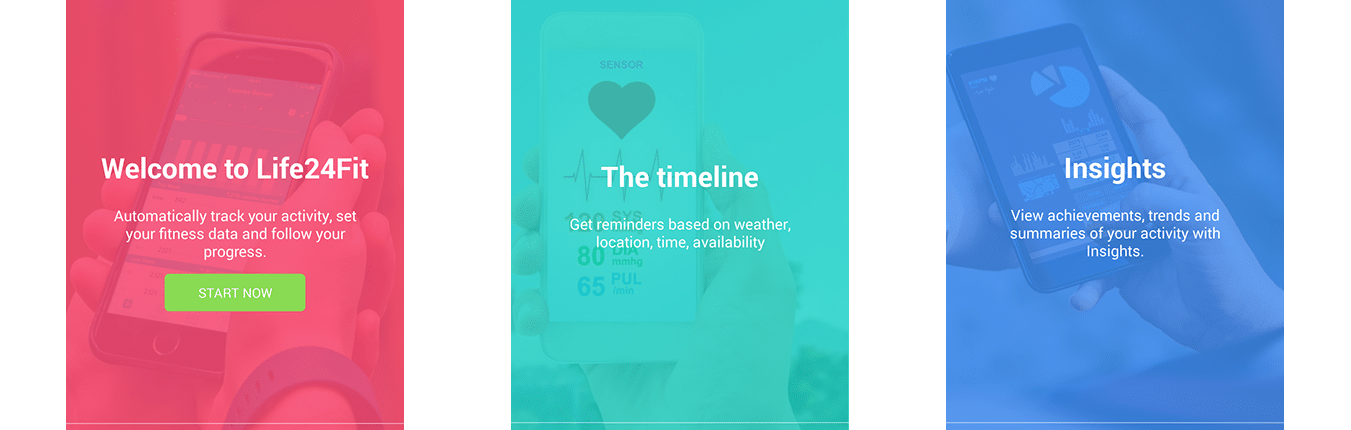 Welcome to Life24Fit
Automatically track your activity, set
your fitness data and follow your
progress.
START NOW
SENSOR
The timeline
SYS
Get reminders based on weather,
location, time, availability
80 DIA
mmhg
65 PUL
/min
Insights
View achievements, trends and
summaries of your activity with
Insights.